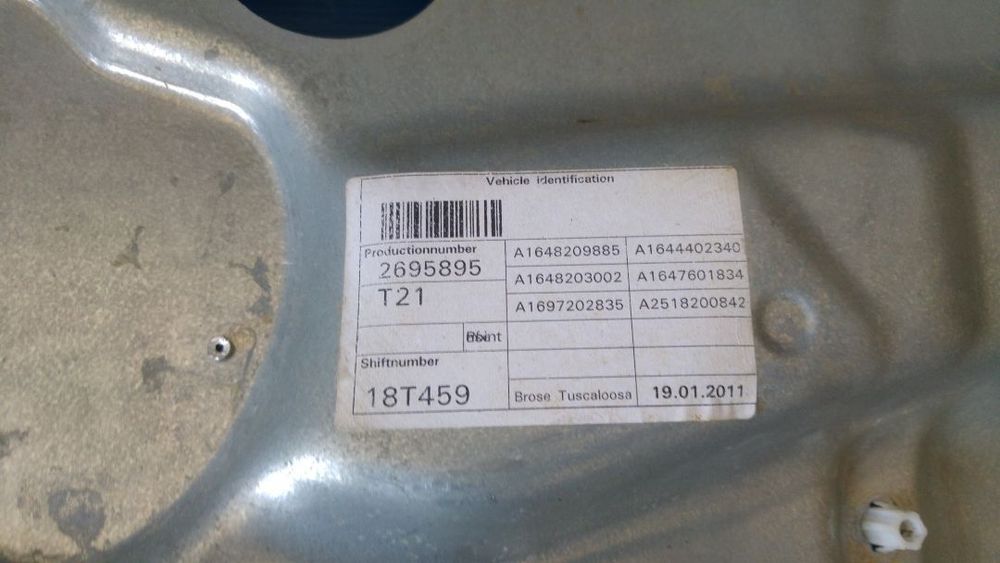 Vehicle identification
Productionnumber
2695895
T21
A1648209885 A1644402340
A1648203002 A1647601834
A1697202835 A2518200842
Shiftnumber
18T459
Brose Tuscaloosa 19.01.2011